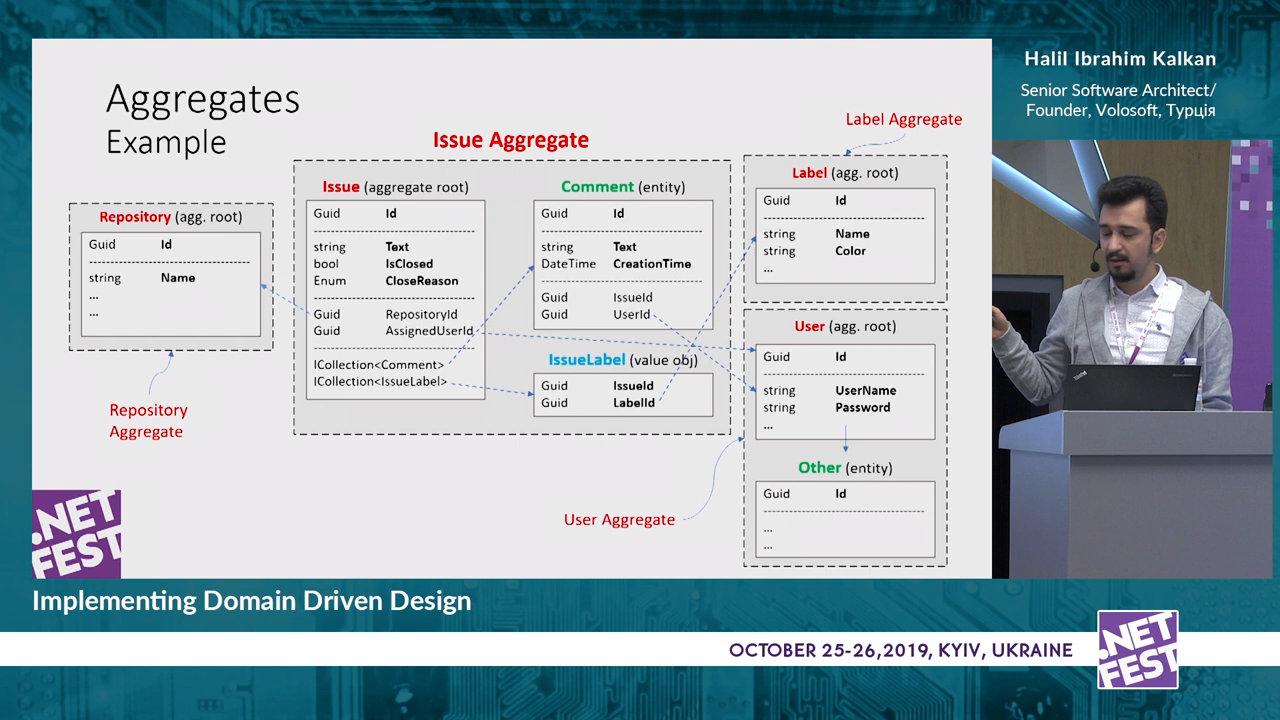 Aggregates
Example
Issue Aggregate
Label Aggregate
Repository (agg. root)
Guid Id
string Name
...
...
Repository
Aggregate
Issue (aggregate root)
Guid Id
string Text
bool IsClosed
Enum CloseReason
Guid RepositoryId
Guid AssignedUserId
ICollection<Comment>
ICollection<IssueLabel>
Comment (entity)
Guid Id
string Text
DateTime CreationTime
Guid IssueId
Guid UserId
IssueLabel (value obj)
Guid IssueId
Guid LabelId
Label (agg. root)
Guid Id
string Name
string Color
...
User (agg. root)
Guid Id
string UserName
string Password
...
Other (entity)
Guid Id
...
...
User Aggregate
.NET
FEST
Halil Ibrahim Kalkan
Senior Software Architect/
Founder, Volosoft, Турція
Implementing Domain Driven Design
OCTOBER 25-26,2019, KYIV, UKRAINE
.NET
FEST